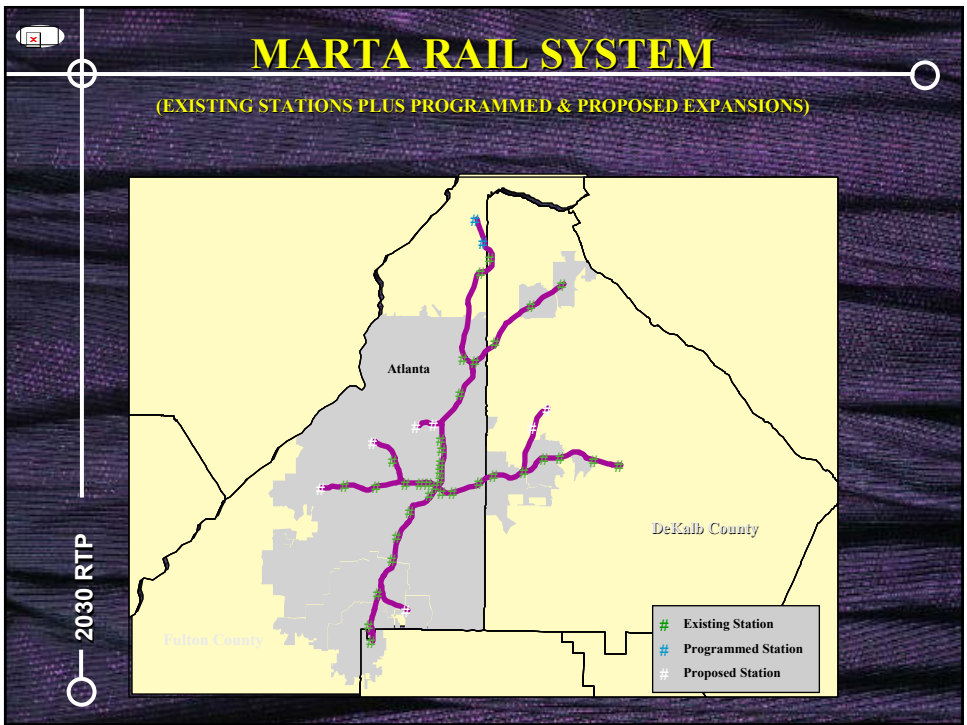 MARTA RAIL SYSTEM
(EXISTING STATIONS PLUS PROGRAMMED & PROPOSED EXPANSIONS)
Atlanta
DeKalb County
2030 RTP
Fulton County
# Existing Station
# Programmed Station
# Proposed Station